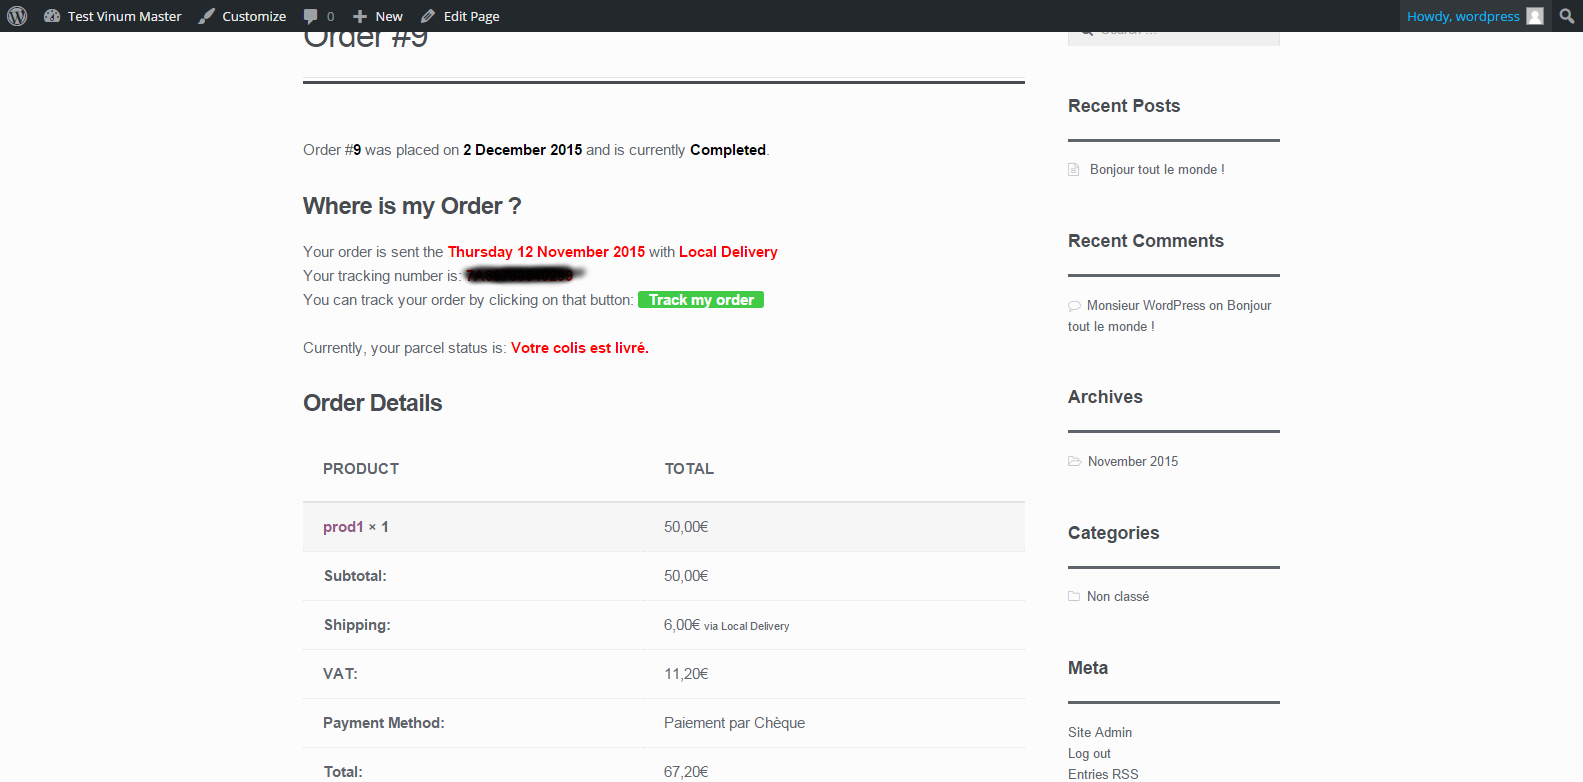 Test Vinum Master Customize 0 New Edit Page Howdy, wordpress
Order #9
Search …
Order #9 was placed on 2 December 2015 and is currently Completed.
Where is my Order ?
Your order is sent the Thursday 12 November 2015 with Local Delivery
Your tracking number is:
You can track your order by clicking on that button: Track my order
Currently, your parcel status is: Votre colis est livré.
Order Details
PRODUCT TOTAL
prod1 × 1 50,00€
Subtotal: 50,00€
Shipping: 6,00€ via Local Delivery
VAT: 11,20€
Payment Method: Paiement par Chèque
Total: 67,20€
Recent Posts
Bonjour tout le monde !
Recent Comments
Monsieur WordPress on Bonjour
tout le monde !
Archives
November 2015
Categories
Non classé
Meta
Site Admin
Log out
Entries RSS